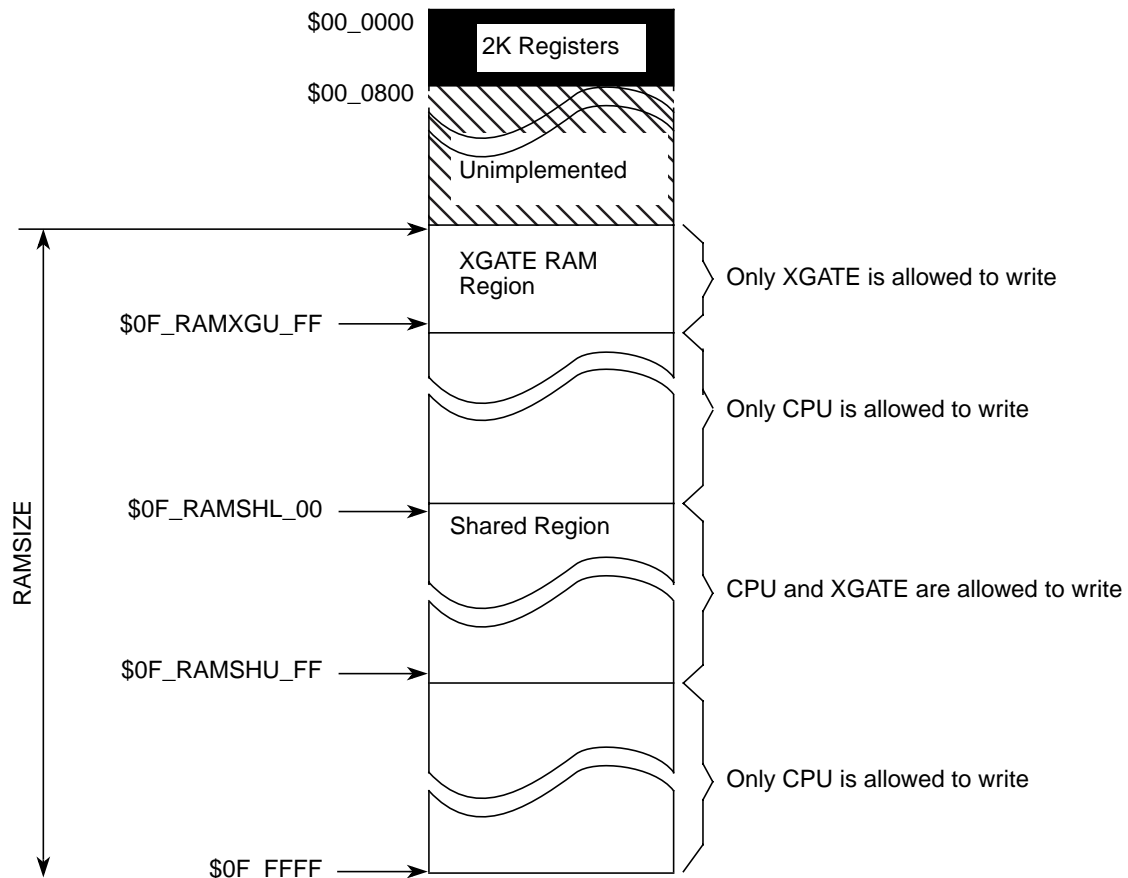 $00_0000
2K Registers
$00_0800
Unimplemented
XGATE RAM
Region
Only XGATE is allowed to write
$0F_RAMXGU_FF
Only CPU is allowed to write
RAMSIZE
$0F_RAMSHL_00
Shared Region
CPU and XGATE are allowed to write
$0F_RAMSHU_FF
Only CPU is allowed to write
$0F_FFFF